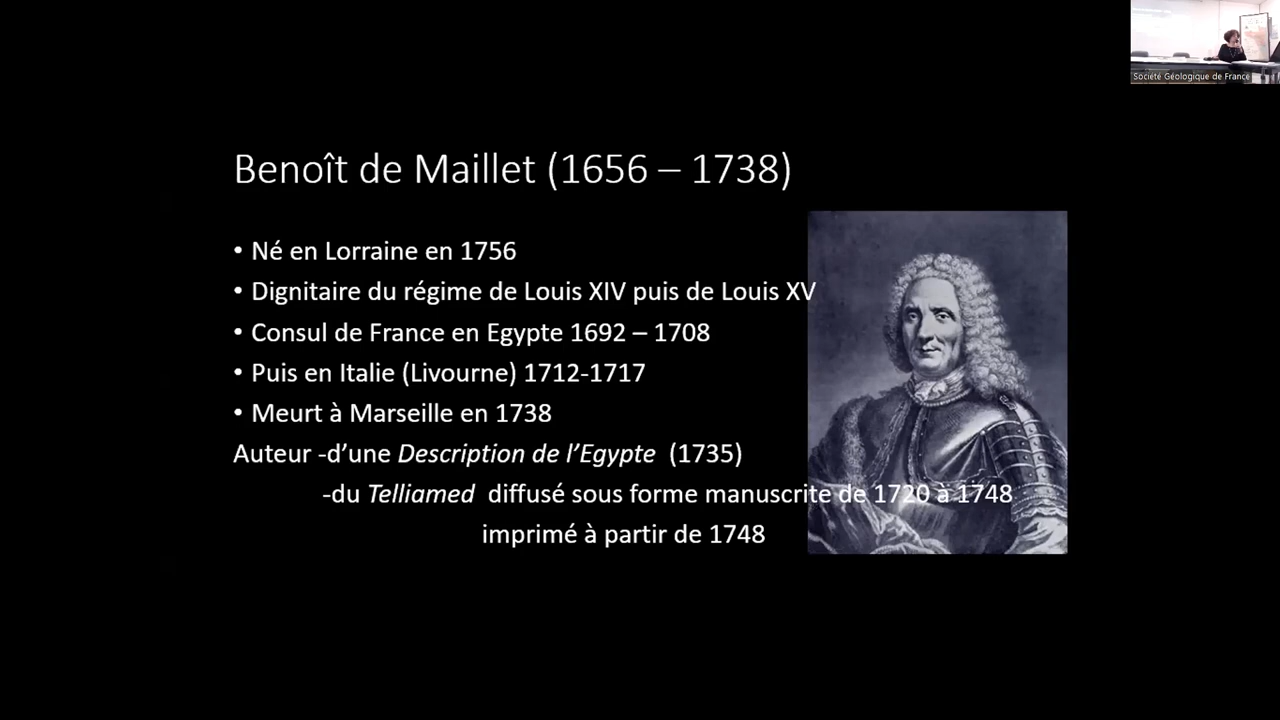 Société Géologique de France
Benoît de Maillet (1656 – 1738)
• Né en Lorraine en 1756
• Dignitaire du régime de Louis XIV puis de Louis XV
• Consul de France en Egypte 1692 – 1708
• Puis en Italie (Livourne) 1712-1717
• Meurt à Marseille en 1738
Auteur -d’une Description de l’Egypte (1735)
-du Telliamed diffusé sous forme manuscrite de 1720 à 1748
imprimé à partir de 1748